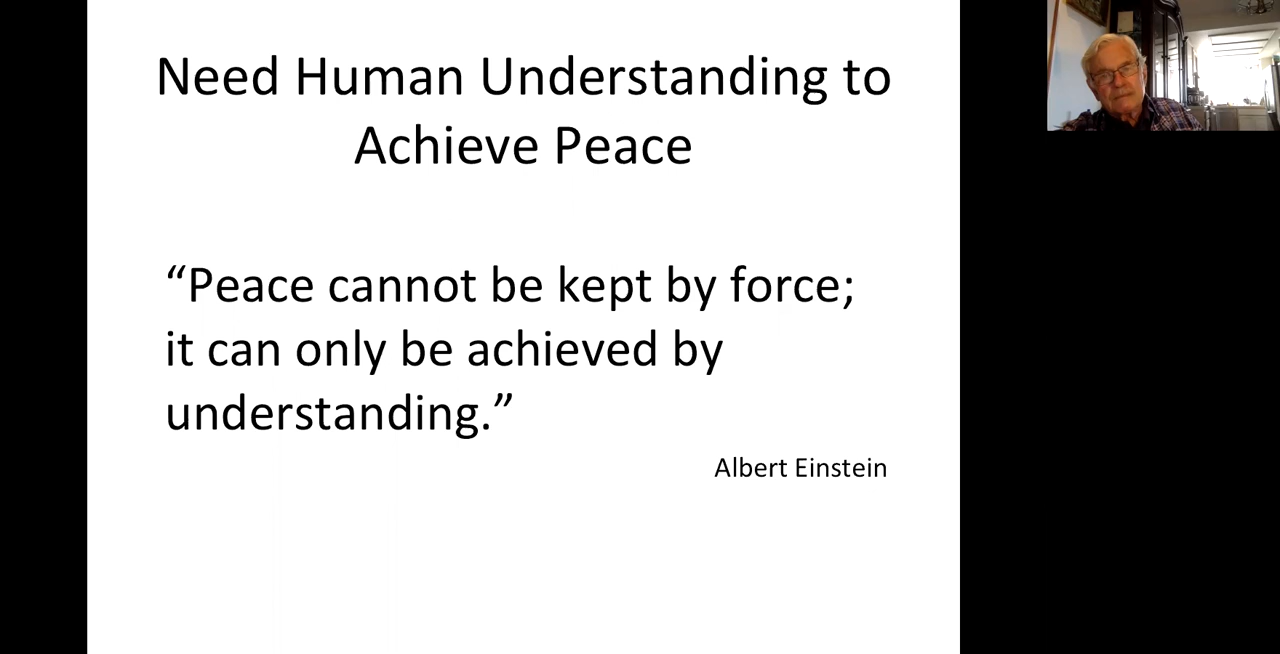 Need Human Understanding to
Achieve Peace
“Peace cannot be kept by force;
it can only be achieved by
understanding.”
Albert Einstein